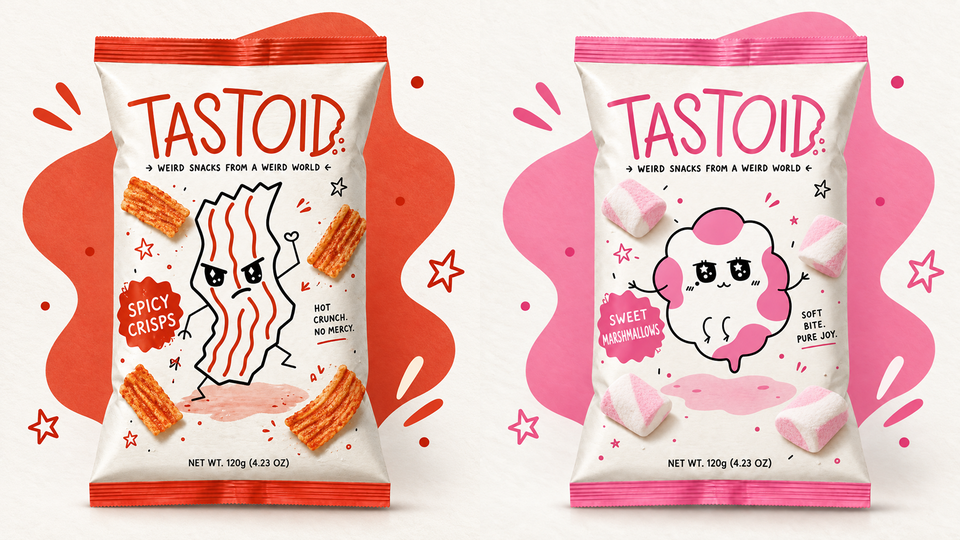 TASTOID
→ WEIRD SNACKS FROM A WEIRD WORLD ←
SPICY
CRISPS
HOT
CRUNCH.
NO MERCY.
NET WT. 120g (4.23 OZ)
TASTOID
→ WEIRD SNACKS FROM A WEIRD WORLD ←
SWEET
MARSHMALLOWS
SOFT
BITE.
PURE JOY.
NET WT. 120g (4.23 OZ)